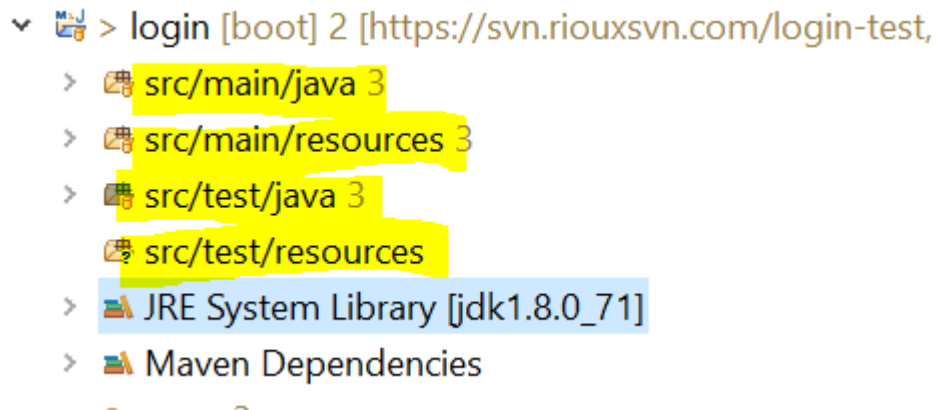 > login [boot] 2 [https://svn.riouxsvn.com/login-test,
src/main/java 3
src/main/resources 3
src/test/java 3
src/test/resources
JRE System Library [jdk1.8.0_71]
Maven Dependencies